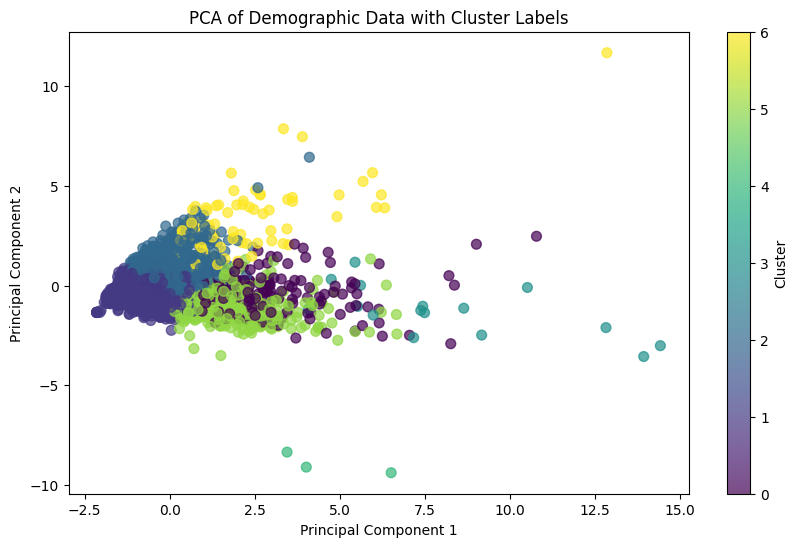 PCA of Demographic Data with Cluster Labels
Principal Component 2
10
5
0
−5
−10
−2.5 0.0 2.5 5.0 7.5 10.0 12.5 15.0
Principal Component 1
6
5
4
3
2
1
0
Cluster